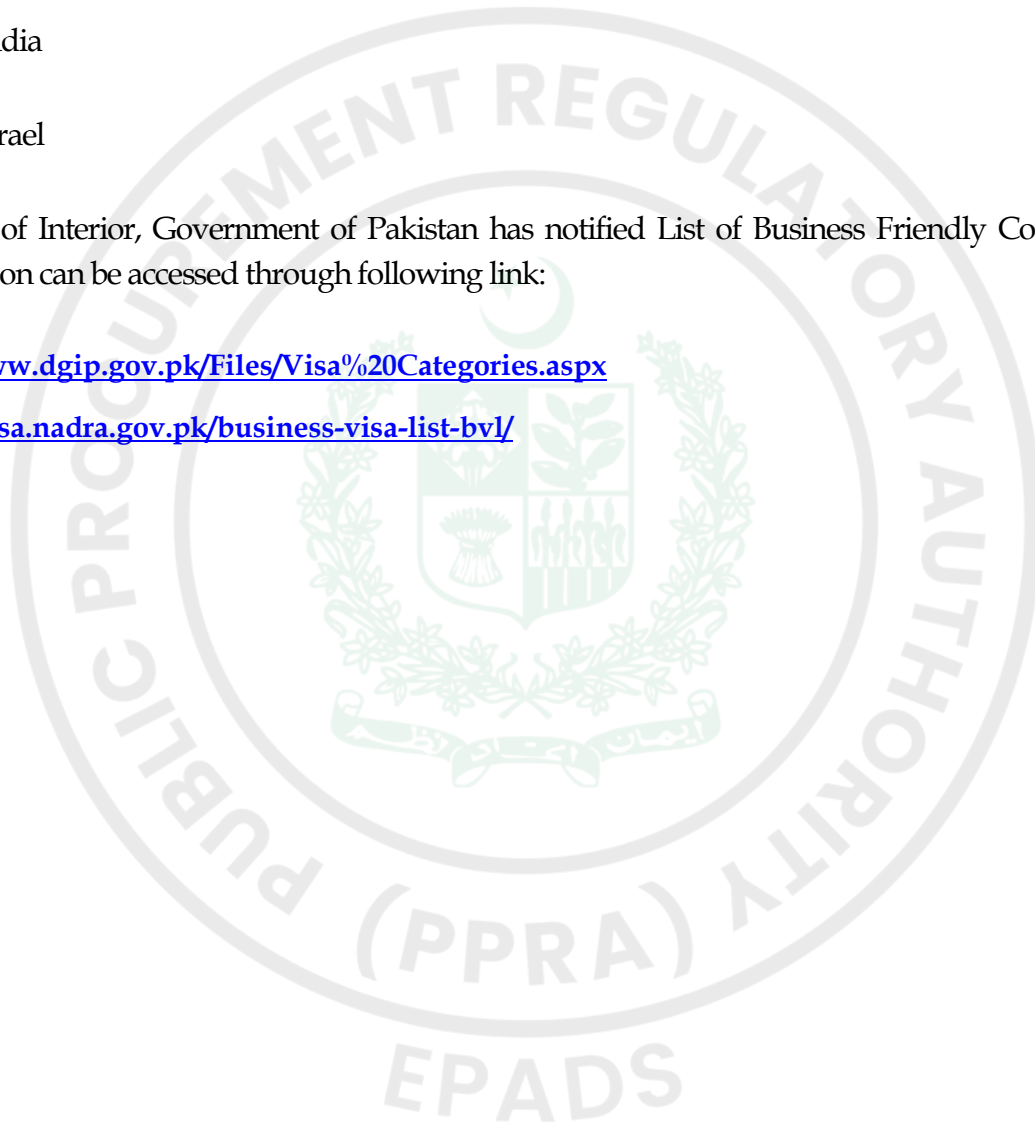 dia
rael
of Interior, Government of Pakistan has notified List of Business Friendly Co
on can be accessed through following link:
ww.dgip.gov.pk/Files/Visa%20Categories.aspx
sa.nadra.gov.pk/business-visa-list-bvl/
PUBLIC PROCUREMENT REGULATORY AUTHORITY
(PPRA)
EPADS